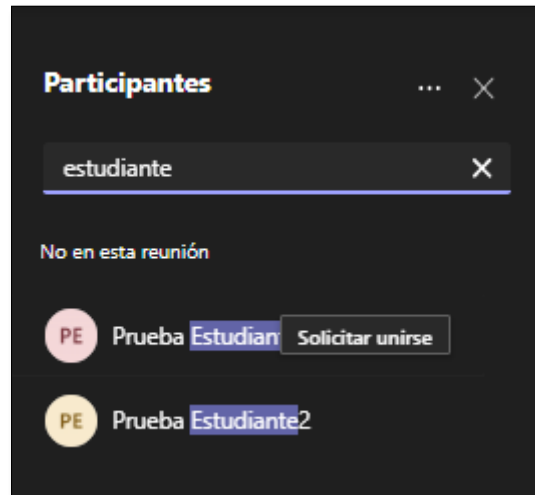 Participantes
estudiante
No en esta reunión
PE Prueba Estudian Solicitar unirse
PE Prueba Estudiante2